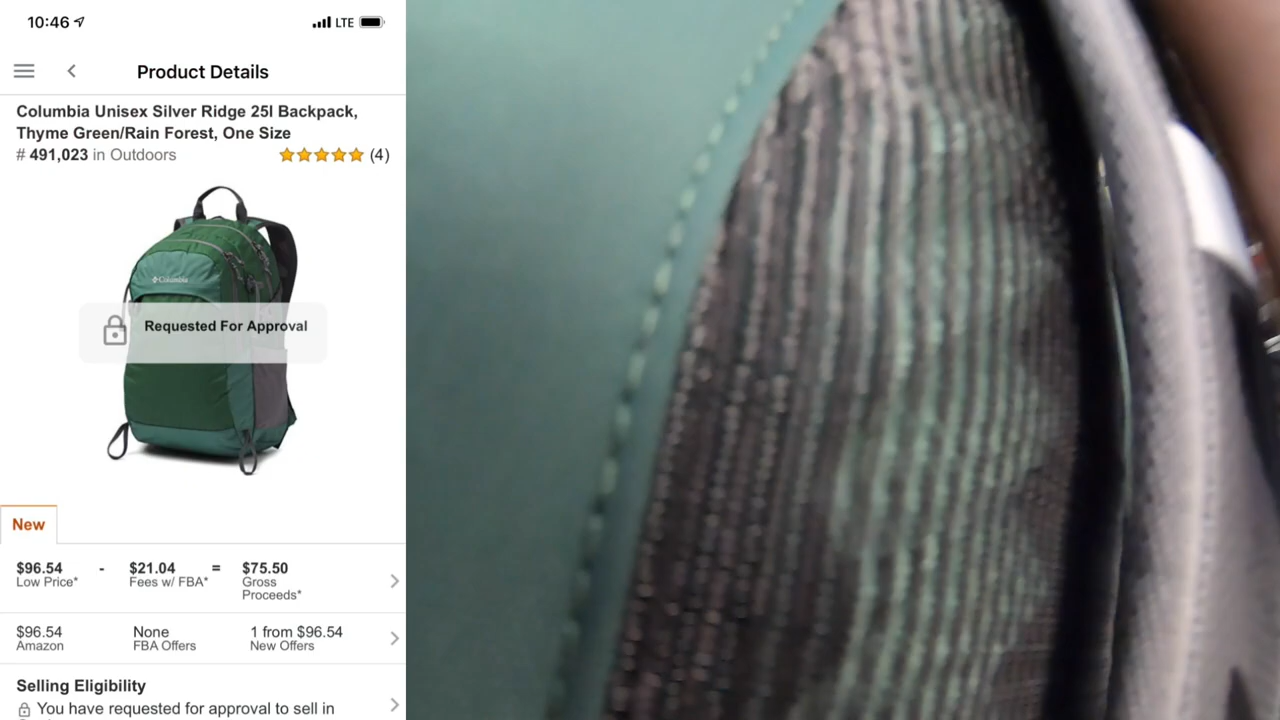 10:46
LTE
Product Details
Columbia Unisex Silver Ridge 25l Backpack,
Thyme Green/Rain Forest, One Size
# 491,023 in Outdoors (4)
Columbia
Requested For Approval
New
$96.54 - $21.04 = $75.50
Low Price* Fees w/ FBA* Gross
Proceeds*
$96.54 None 1 from $96.54
Amazon FBA Offers New Offers
Selling Eligibility
You have requested for approval to sell in